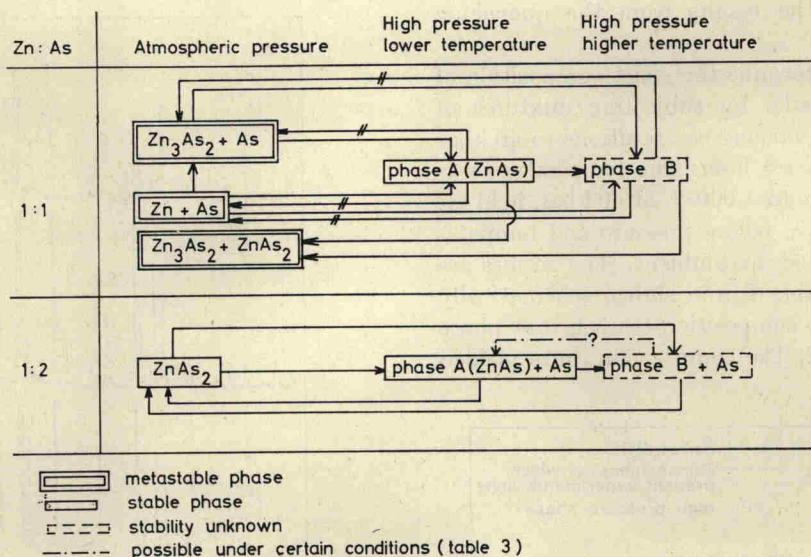 Zn : As
Atmospheric pressure
High pressure
lower temperature
High pressure
higher temperature
1:1
Zn3As2 + As
phase A (ZnAs)
phase B
Zn + As
Zn3As2 + ZnAs2
1:2
?
ZnAs2
phase A (ZnAs) + As
phase B + As
metastable phase
stable phase
stability unknown
possible under certain conditions ( table 3 )